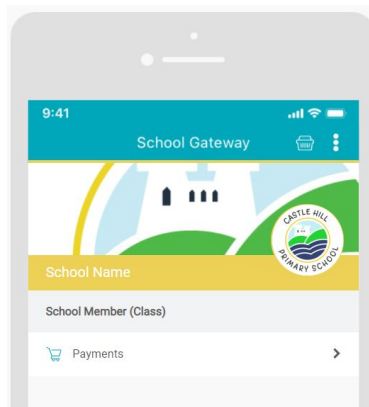 9:41
School Gateway
CASTLE HILL
PRIMARY SCHOOL
School Name
School Member (Class)
Payments